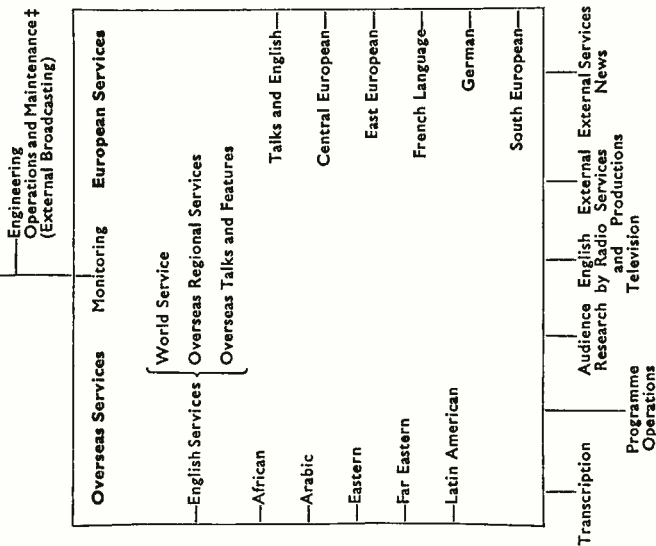 Engineering
Operations and Maintenance ‡
(External Broadcasting)
Overseas Services
Monitoring
European Services
English Services
World Service
Overseas Regional Services
Overseas Talks and Features
African
Arabic
Eastern
Far Eastern
Latin American
Talks and English
Central European
East European
French Language
German
South European
Transcription
Programme
Operations
Audience
Research
English
by Radio
and
Television
External
Services
Productions
External Services
News